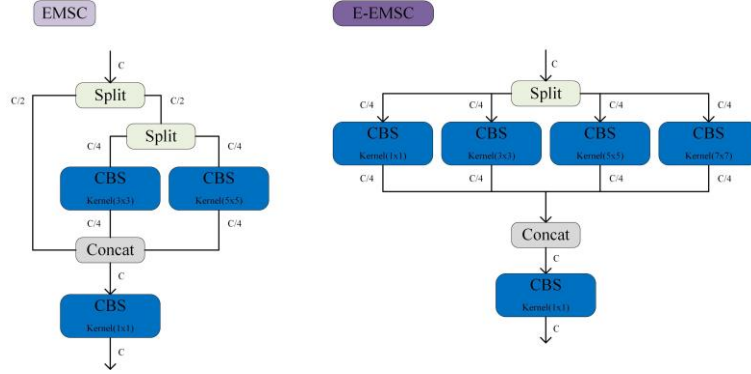 EMSC
E-EMSC
C
C/2
Split
C/2
Split
C/4
C/4
CBS
Kernel(3x3)
CBS
Kernel(5x5)
C/4
C/4
Concat
C
CBS
Kernel(1x1)
C
C
Split
C/4
C/4
C/4
C/4
CBS
Kernel(1x1)
CBS
Kernel(3x3)
CBS
Kernel(5x5)
CBS
Kernel(7x7)
C/4
C/4
C/4
C/4
Concat
C
CBS
Kernel(1x1)
C